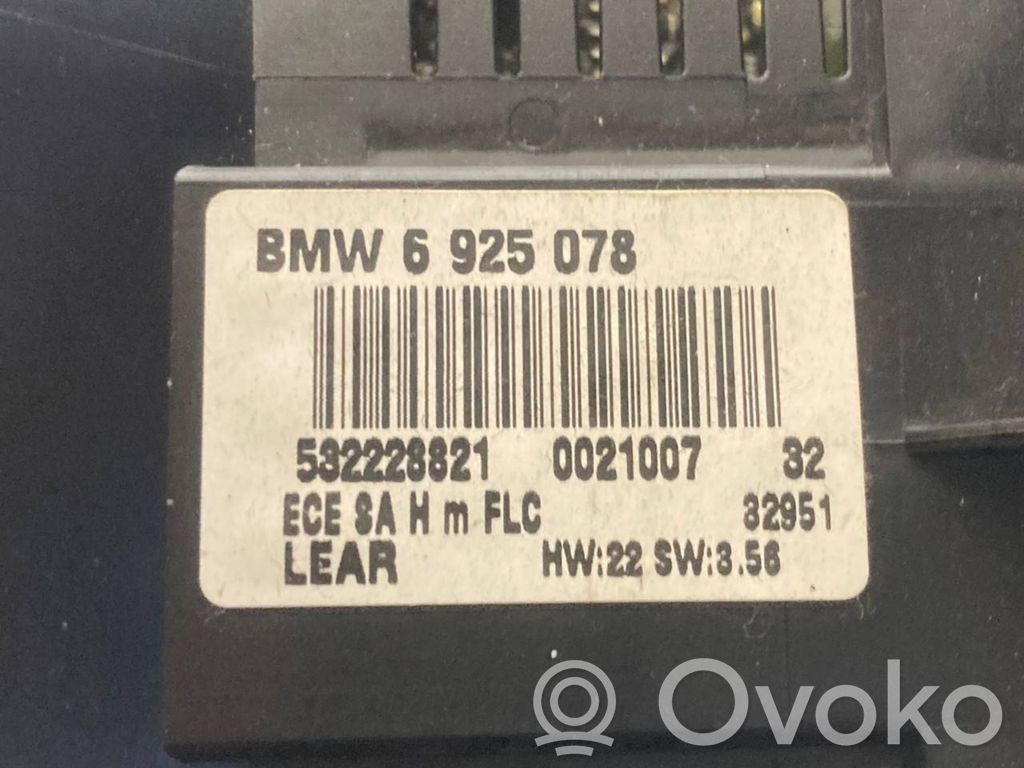 BMW 6 925 078
532228821 0021007 32
ECE SA H m FLC 32951
LEAR HW:22 SW:3.56
Ovoko